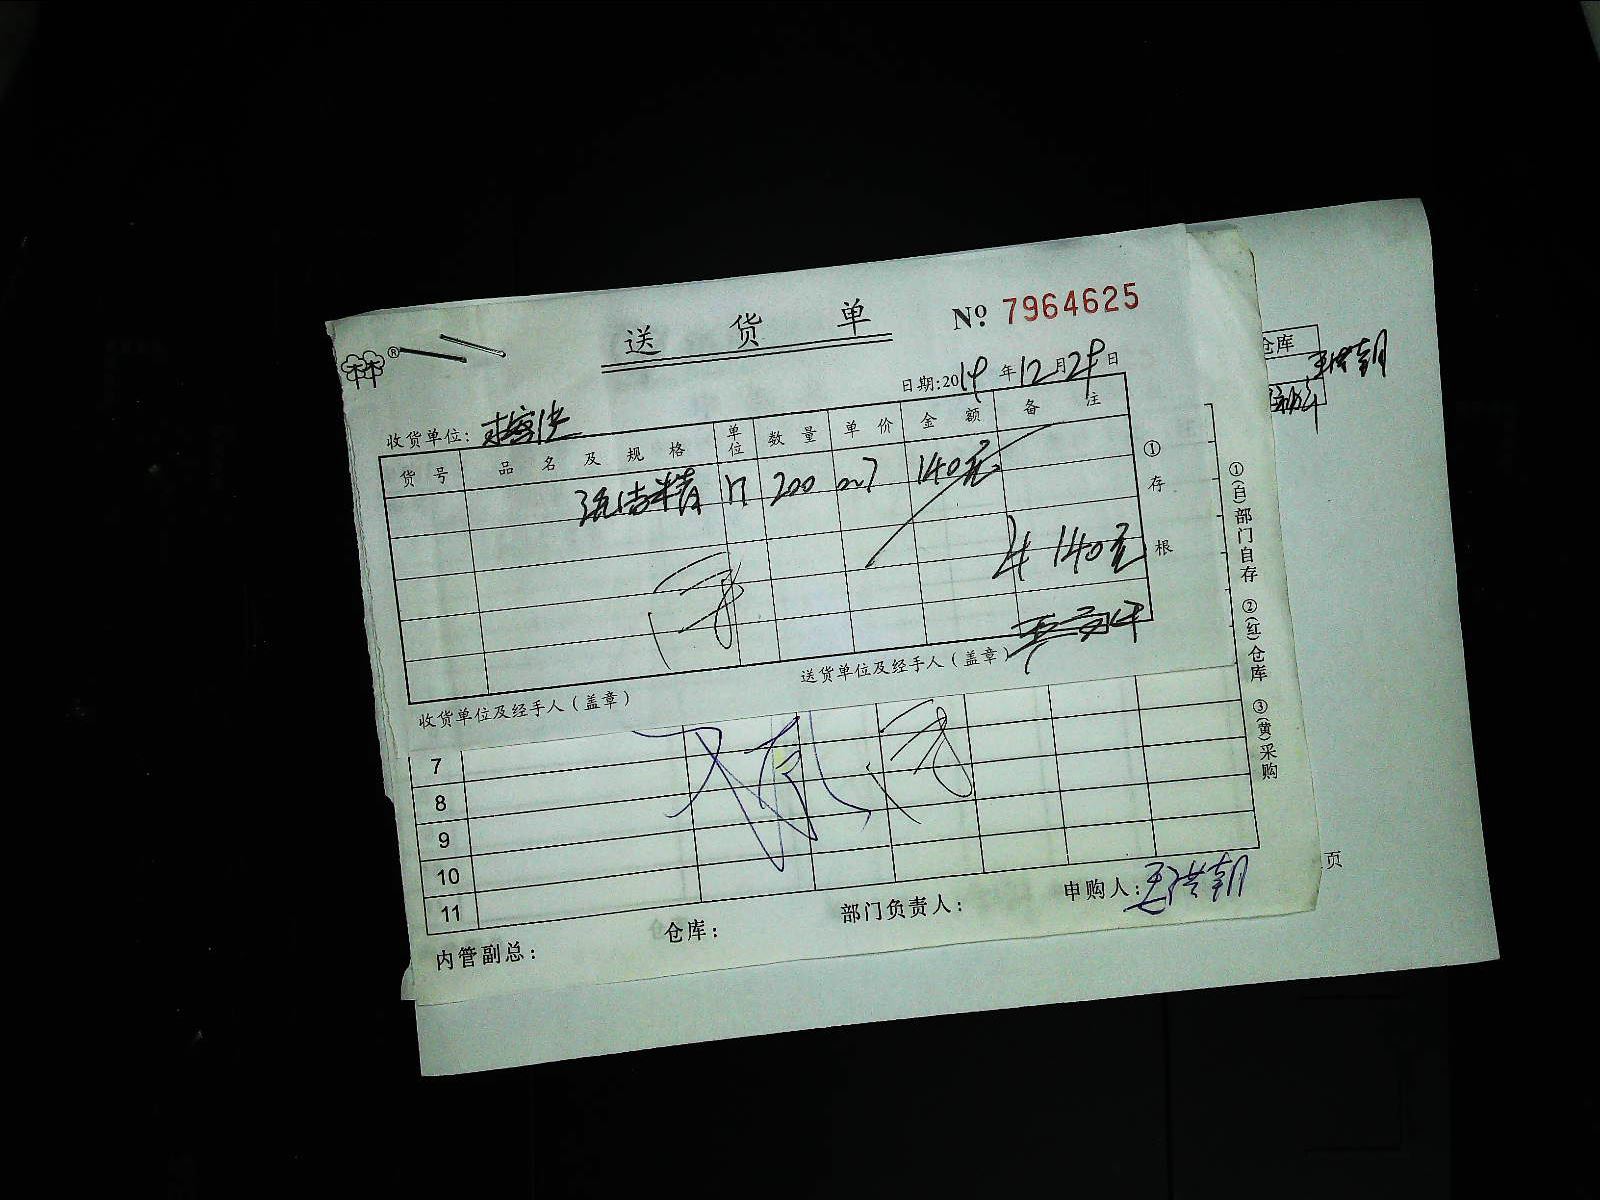 送货单 № 7964625
日期:2014年12月29日
收货单位:
货号 品名及规格 单位 数量 单价 金额 备注
洗洁精 200 0.7 140元
¥140元
①存根
收货单位及经手人(盖章) 送货单位及经手人(盖章)
7
8
9
10
11
内管副总: 仓库: 部门负责人: 申购人:
①(白)部门自存 ②(红)仓库 ③(黄)采购
仓库
页